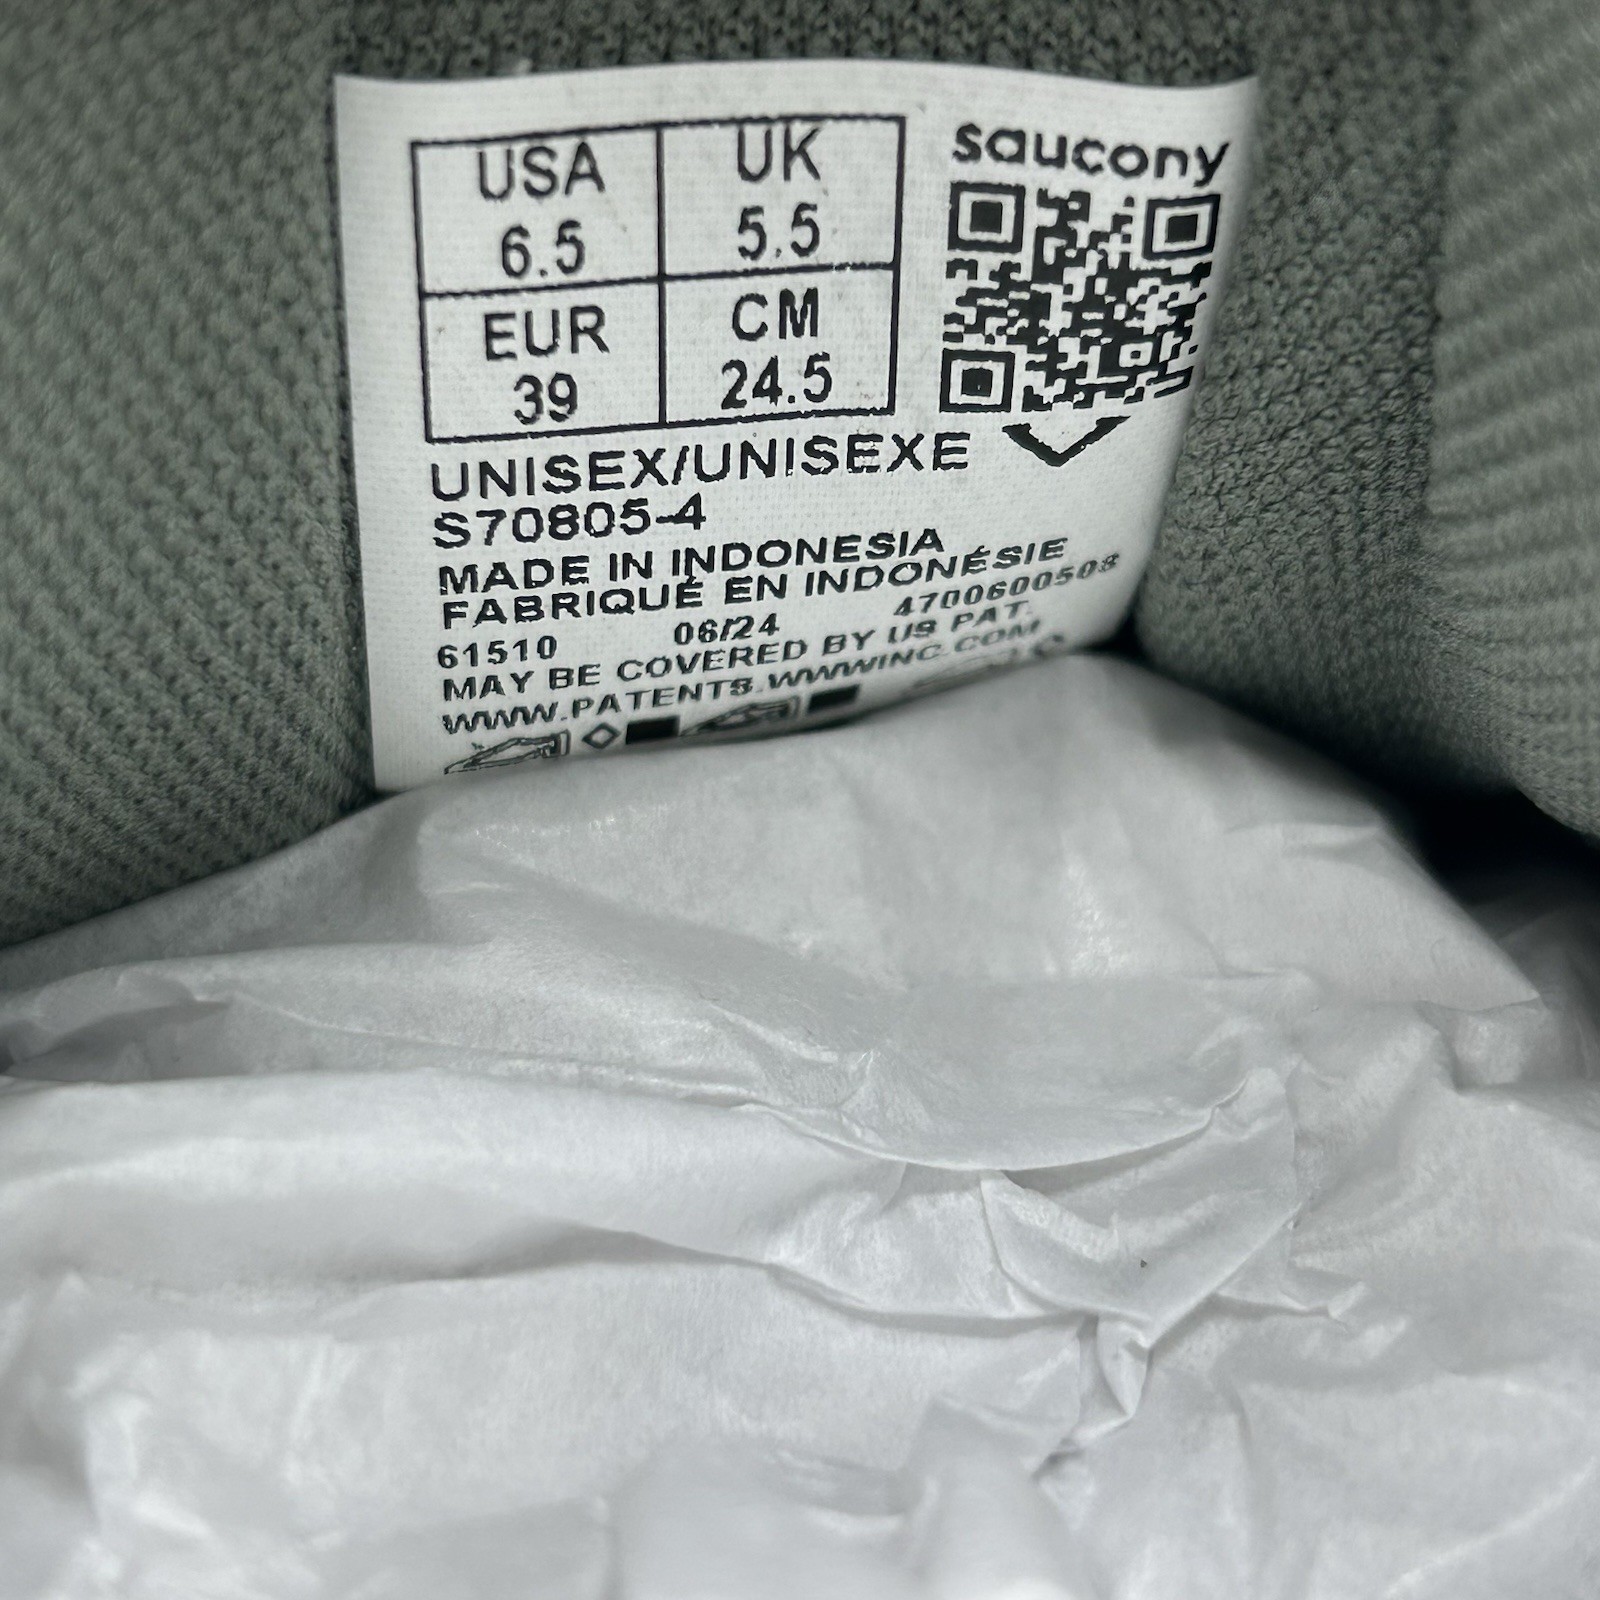 USA UK
6.5 5.5
EUR CM
39 24.5
saucony
UNISEX/UNISEXE
S70805-4
MADE IN INDONESIA
FABRIQUÉ EN INDONÉSIE
61510 06/24 4700600508
MAY BE COVERED BY US PAT.
WWW.PATENTS.WWWINC.COM